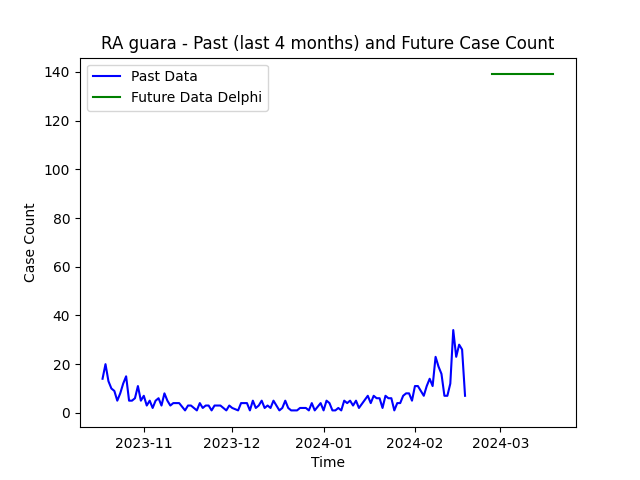 RA guara - Past (last 4 months) and Future Case Count
Past Data
Future Data Delphi
Case Count
140
120
100
80
60
40
20
0
2023-11 2023-12 2024-01 2024-02 2024-03
Time